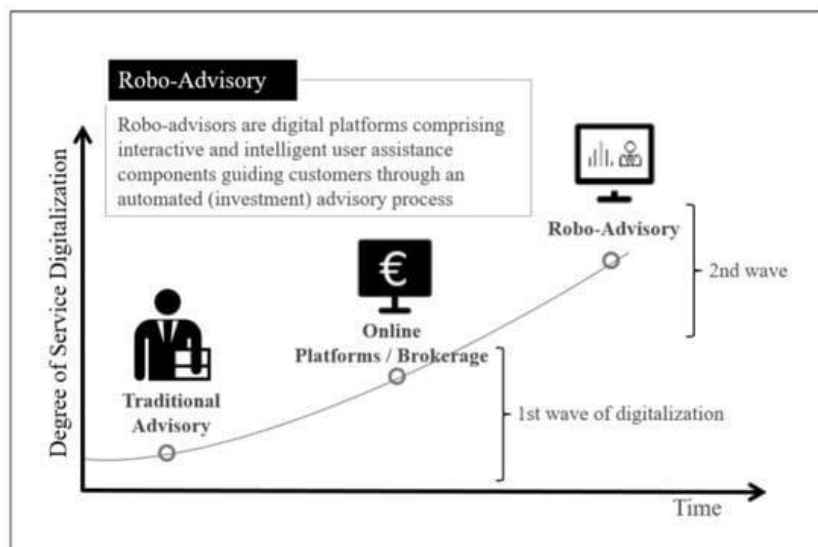 Robo-Advisory
Robo-advisors are digital platforms comprising
interactive and intelligent user assistance
components guiding customers through an
automated (investment) advisory process
Degree of Service Digitalization
Robo-Advisory
2nd wave
€
Online
Platforms / Brokerage
1st wave of digitalization
Traditional
Advisory
Time